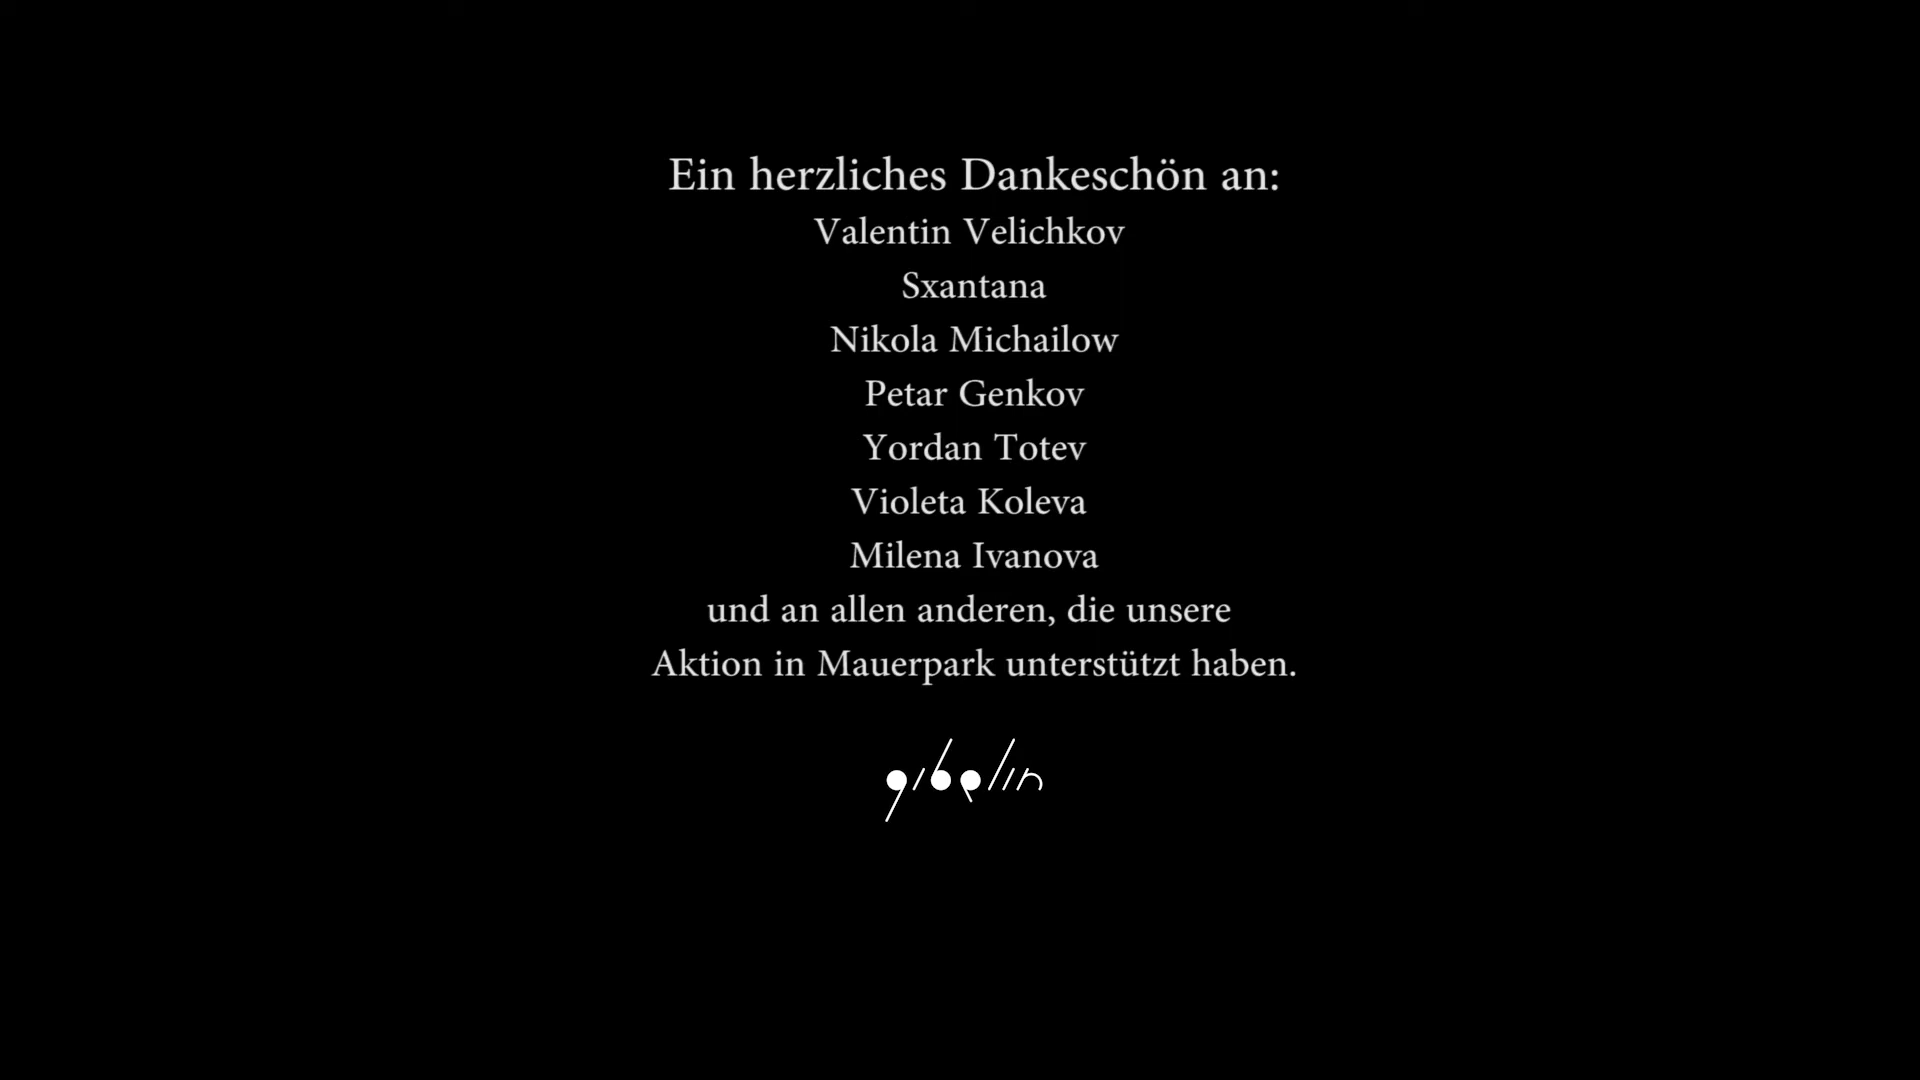 Ein herzliches Dankeschön an:
Valentin Velichkov
Sxantana
Nikola Michailow
Petar Genkov
Yordan Totev
Violeta Koleva
Milena Ivanova
und an allen anderen, die unsere
Aktion in Mauerpark unterstützt haben.
gibelin